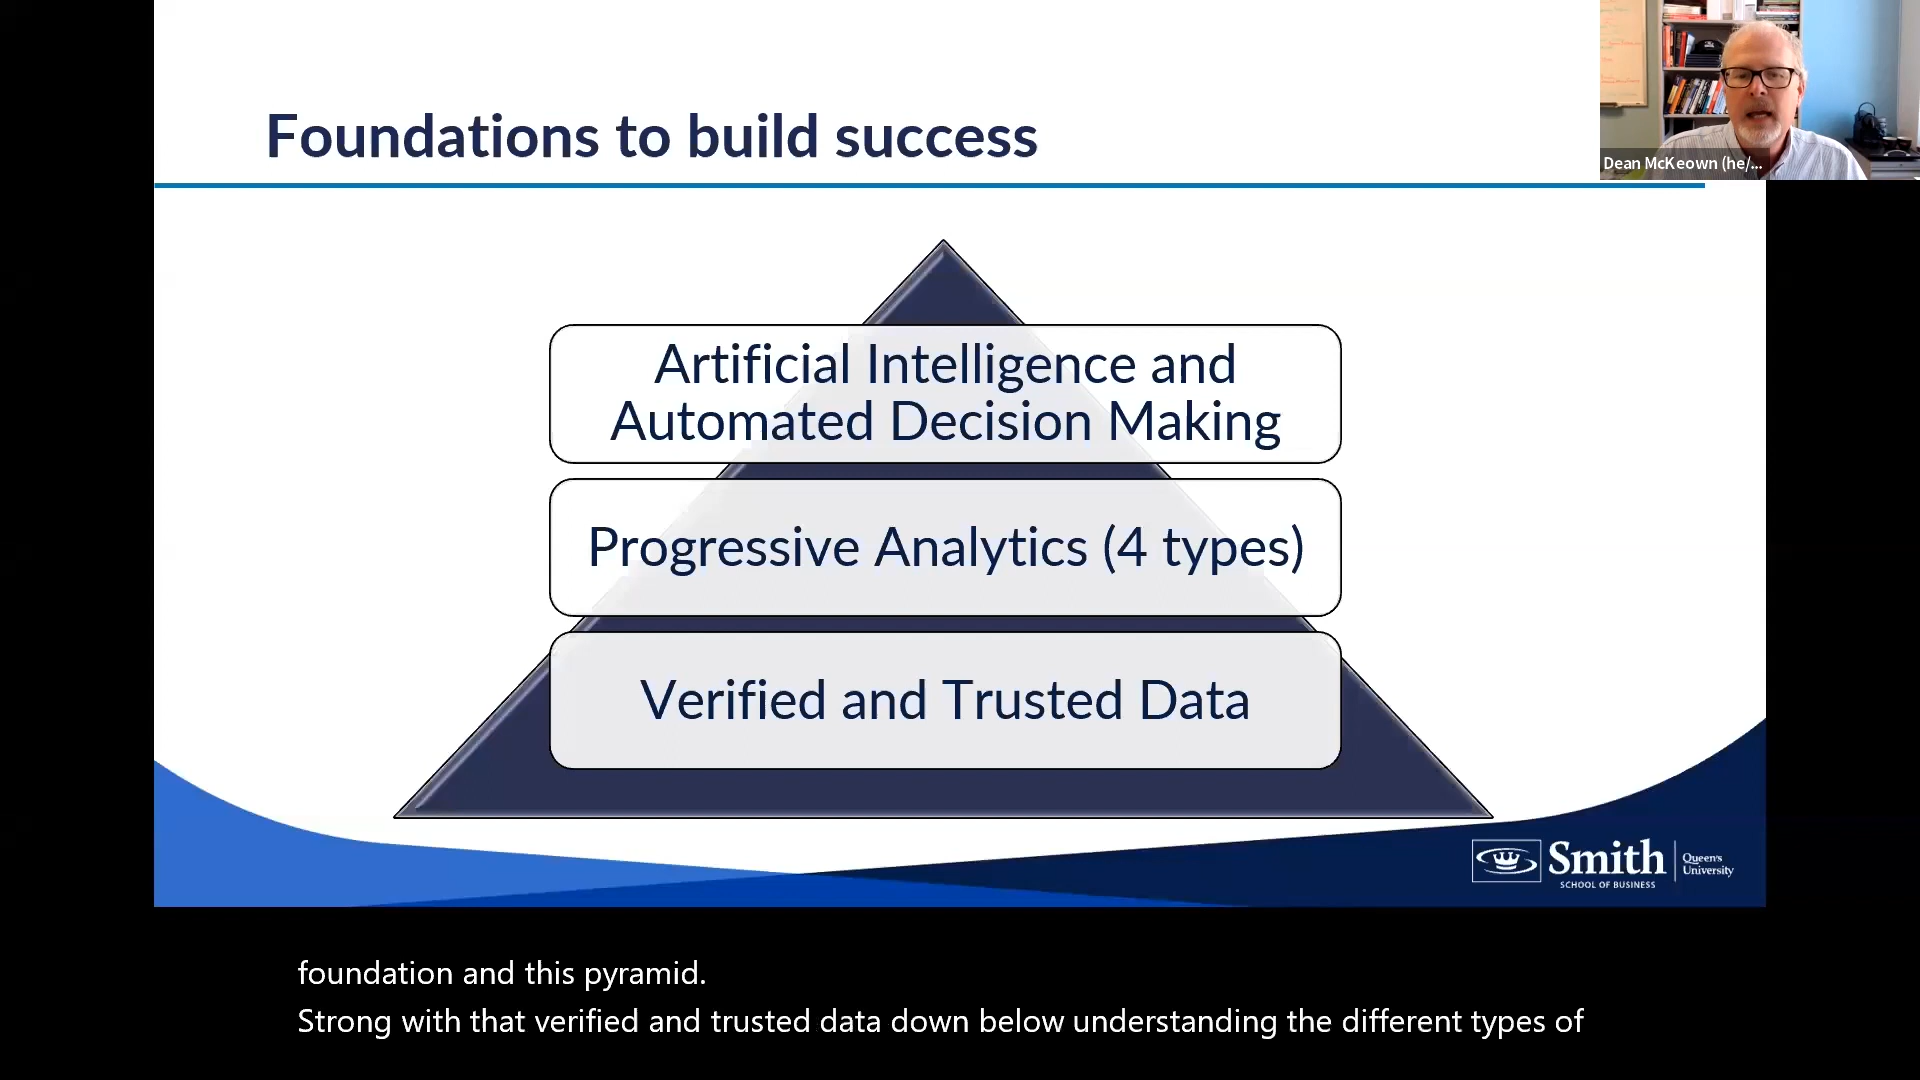 Foundations to build success
Dean McKeown (he/...
Artificial Intelligence and
Automated Decision Making
Progressive Analytics (4 types)
Verified and Trusted Data
Smith
SCHOOL OF BUSINESS
Queen's
University
foundation and this pyramid.
Strong with that verified and trusted data down below understanding the different types of